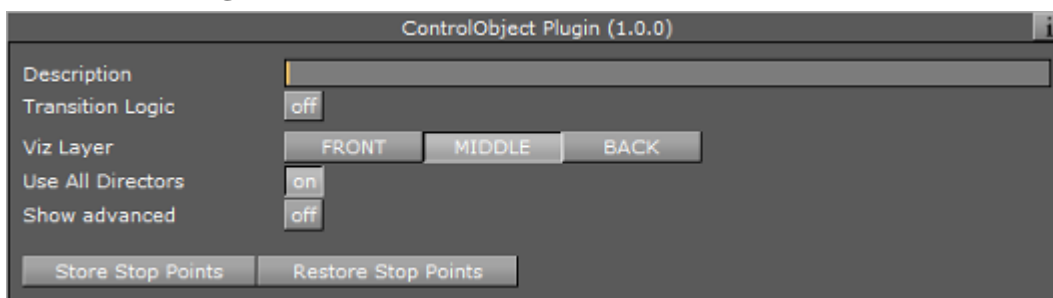 ControlObject Plugin (1.0.0) i
Description
Transition Logic off
Viz Layer FRONT MIDDLE BACK
Use All Directors on
Show advanced off
Store Stop Points Restore Stop Points